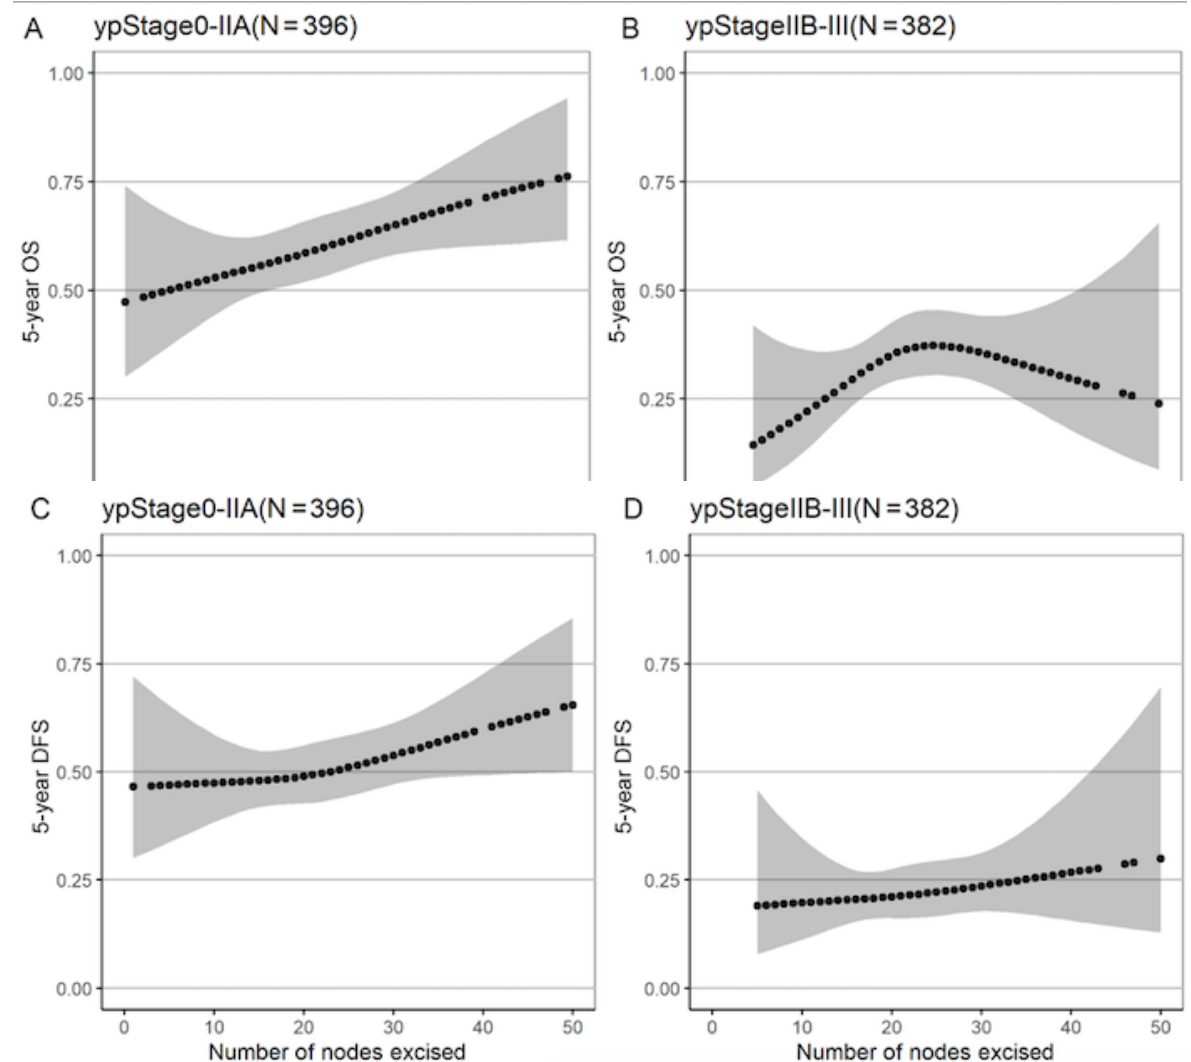 A ypStage0-IIA(N=396)
1.00
0.75
0.50
0.25
5-year OS
B ypStageIIB-III(N=382)
1.00
0.75
0.50
0.25
5-year OS
C ypStage0-IIA(N=396)
1.00
0.75
0.50
0.25
0.00
5-year DFS
0 10 20 30 40 50
Number of nodes excised
D ypStageIIB-III(N=382)
1.00
0.75
0.50
0.25
0.00
5-year DFS
0 10 20 30 40 50
Number of nodes excised